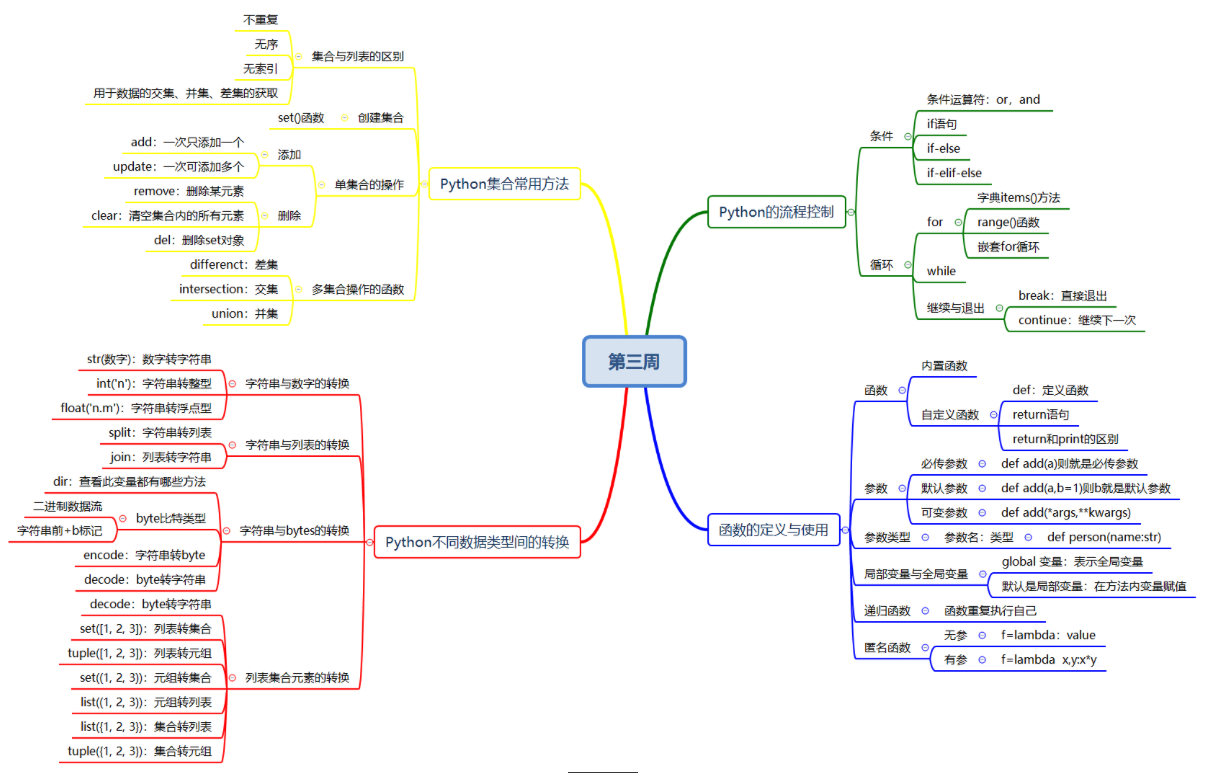 第三周
Python集合常用方法
集合与列表的区别
不重复
无序
无索引
用于数据的交集、并集、差集的获取
创建集合
set()函数
单集合的操作
添加
add：一次只添加一个
update：一次可添加多个
删除
remove：删除某元素
clear：清空集合内的所有元素
del：删除set对象
多集合操作的函数
differenct：差集
intersection：交集
union：并集
Python不同数据类型间的转换
字符串与数字的转换
str(数字)：数字转字符串
int('n')：字符串转整型
float('n.m')：字符串转浮点型
字符串与列表的转换
split：字符串转列表
join：列表转字符串
字符串与bytes的转换
dir：查看此变量都有哪些方法
byte比特类型
二进制数据流
字符串前+b标记
encode：字符串转byte
decode：byte转字符串
列表集合元素的转换
decode：byte转字符串
set([1, 2, 3])：列表转集合
tuple([1, 2, 3])：列表转元组
set((1, 2, 3))：元组转集合
list((1, 2, 3))：元组转列表
list({1, 2, 3})：集合转列表
tuple({1, 2, 3})：集合转元组
Python的流程控制
条件
条件运算符：or，and
if语句
if-else
if-elif-else
循环
for
字典items()方法
range()函数
嵌套for循环
while
继续与退出
break：直接退出
continue：继续下一次
函数的定义与使用
函数
内置函数
自定义函数
def：定义函数
return语句
return和print的区别
参数
必传参数
def add(a)则就是必传参数
默认参数
def add(a,b=1)则b就是默认参数
可变参数
def add(*args,**kwargs)
参数类型
参数名：类型
def person(name:str)
局部变量与全局变量
global 变量：表示全局变量
默认是局部变量：在方法内变量赋值
递归函数
函数重复执行自己
匿名函数
无参
f=lambda：value
有参
f=lambda  x,y:x*y